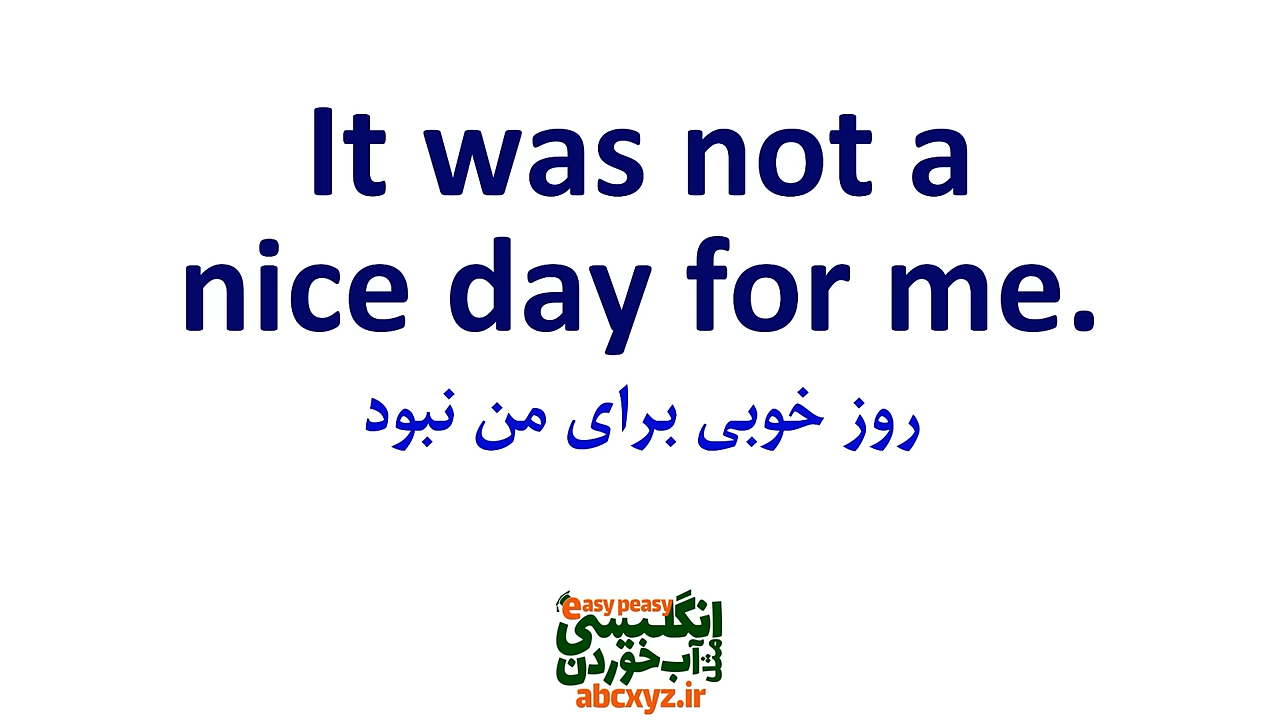 It was not a
nice day for me.
روز خوبی برای من نبود
easy peasy
انگلیسی
مثل آب خوردن
abcxyz.ir